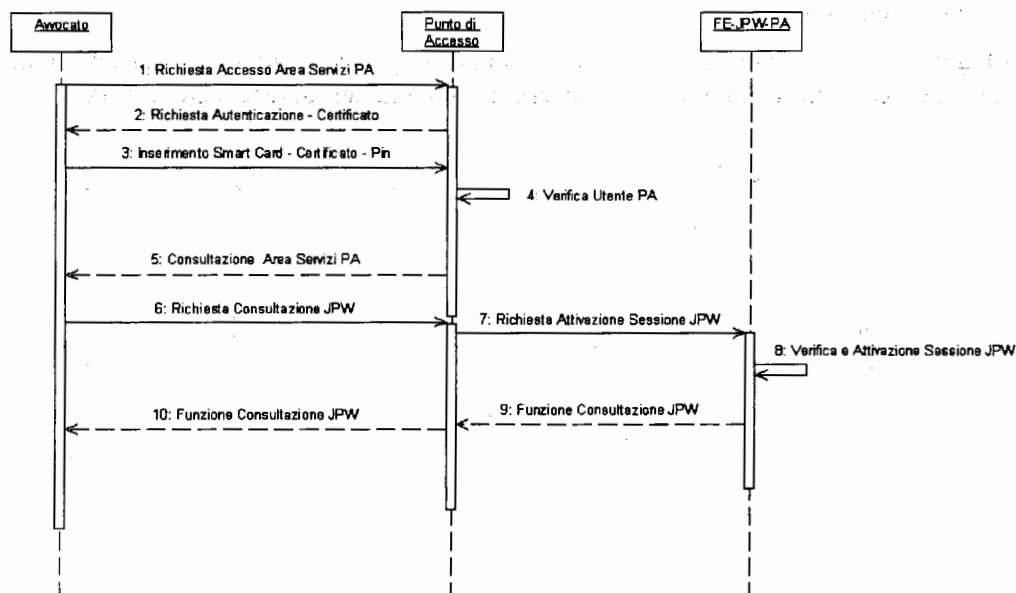 Avvocato
Punto di
Accesso
FE-JPW-PA
1: Richiesta Accesso Area Servizi PA
2: Richiesta Autenticazione - Certificato
3: Inserimento Smart Card - Certificato - Pin
4: Verifica Utente PA
5: Consultazione Area Servizi PA
6: Richiesta Consultazione JPW
7: Richiesta Attivazione Sessione JPW
8: Verifica e Attivazione Sessione JPW
9: Funzione Consultazione JPW
10: Funzione Consultazione JPW